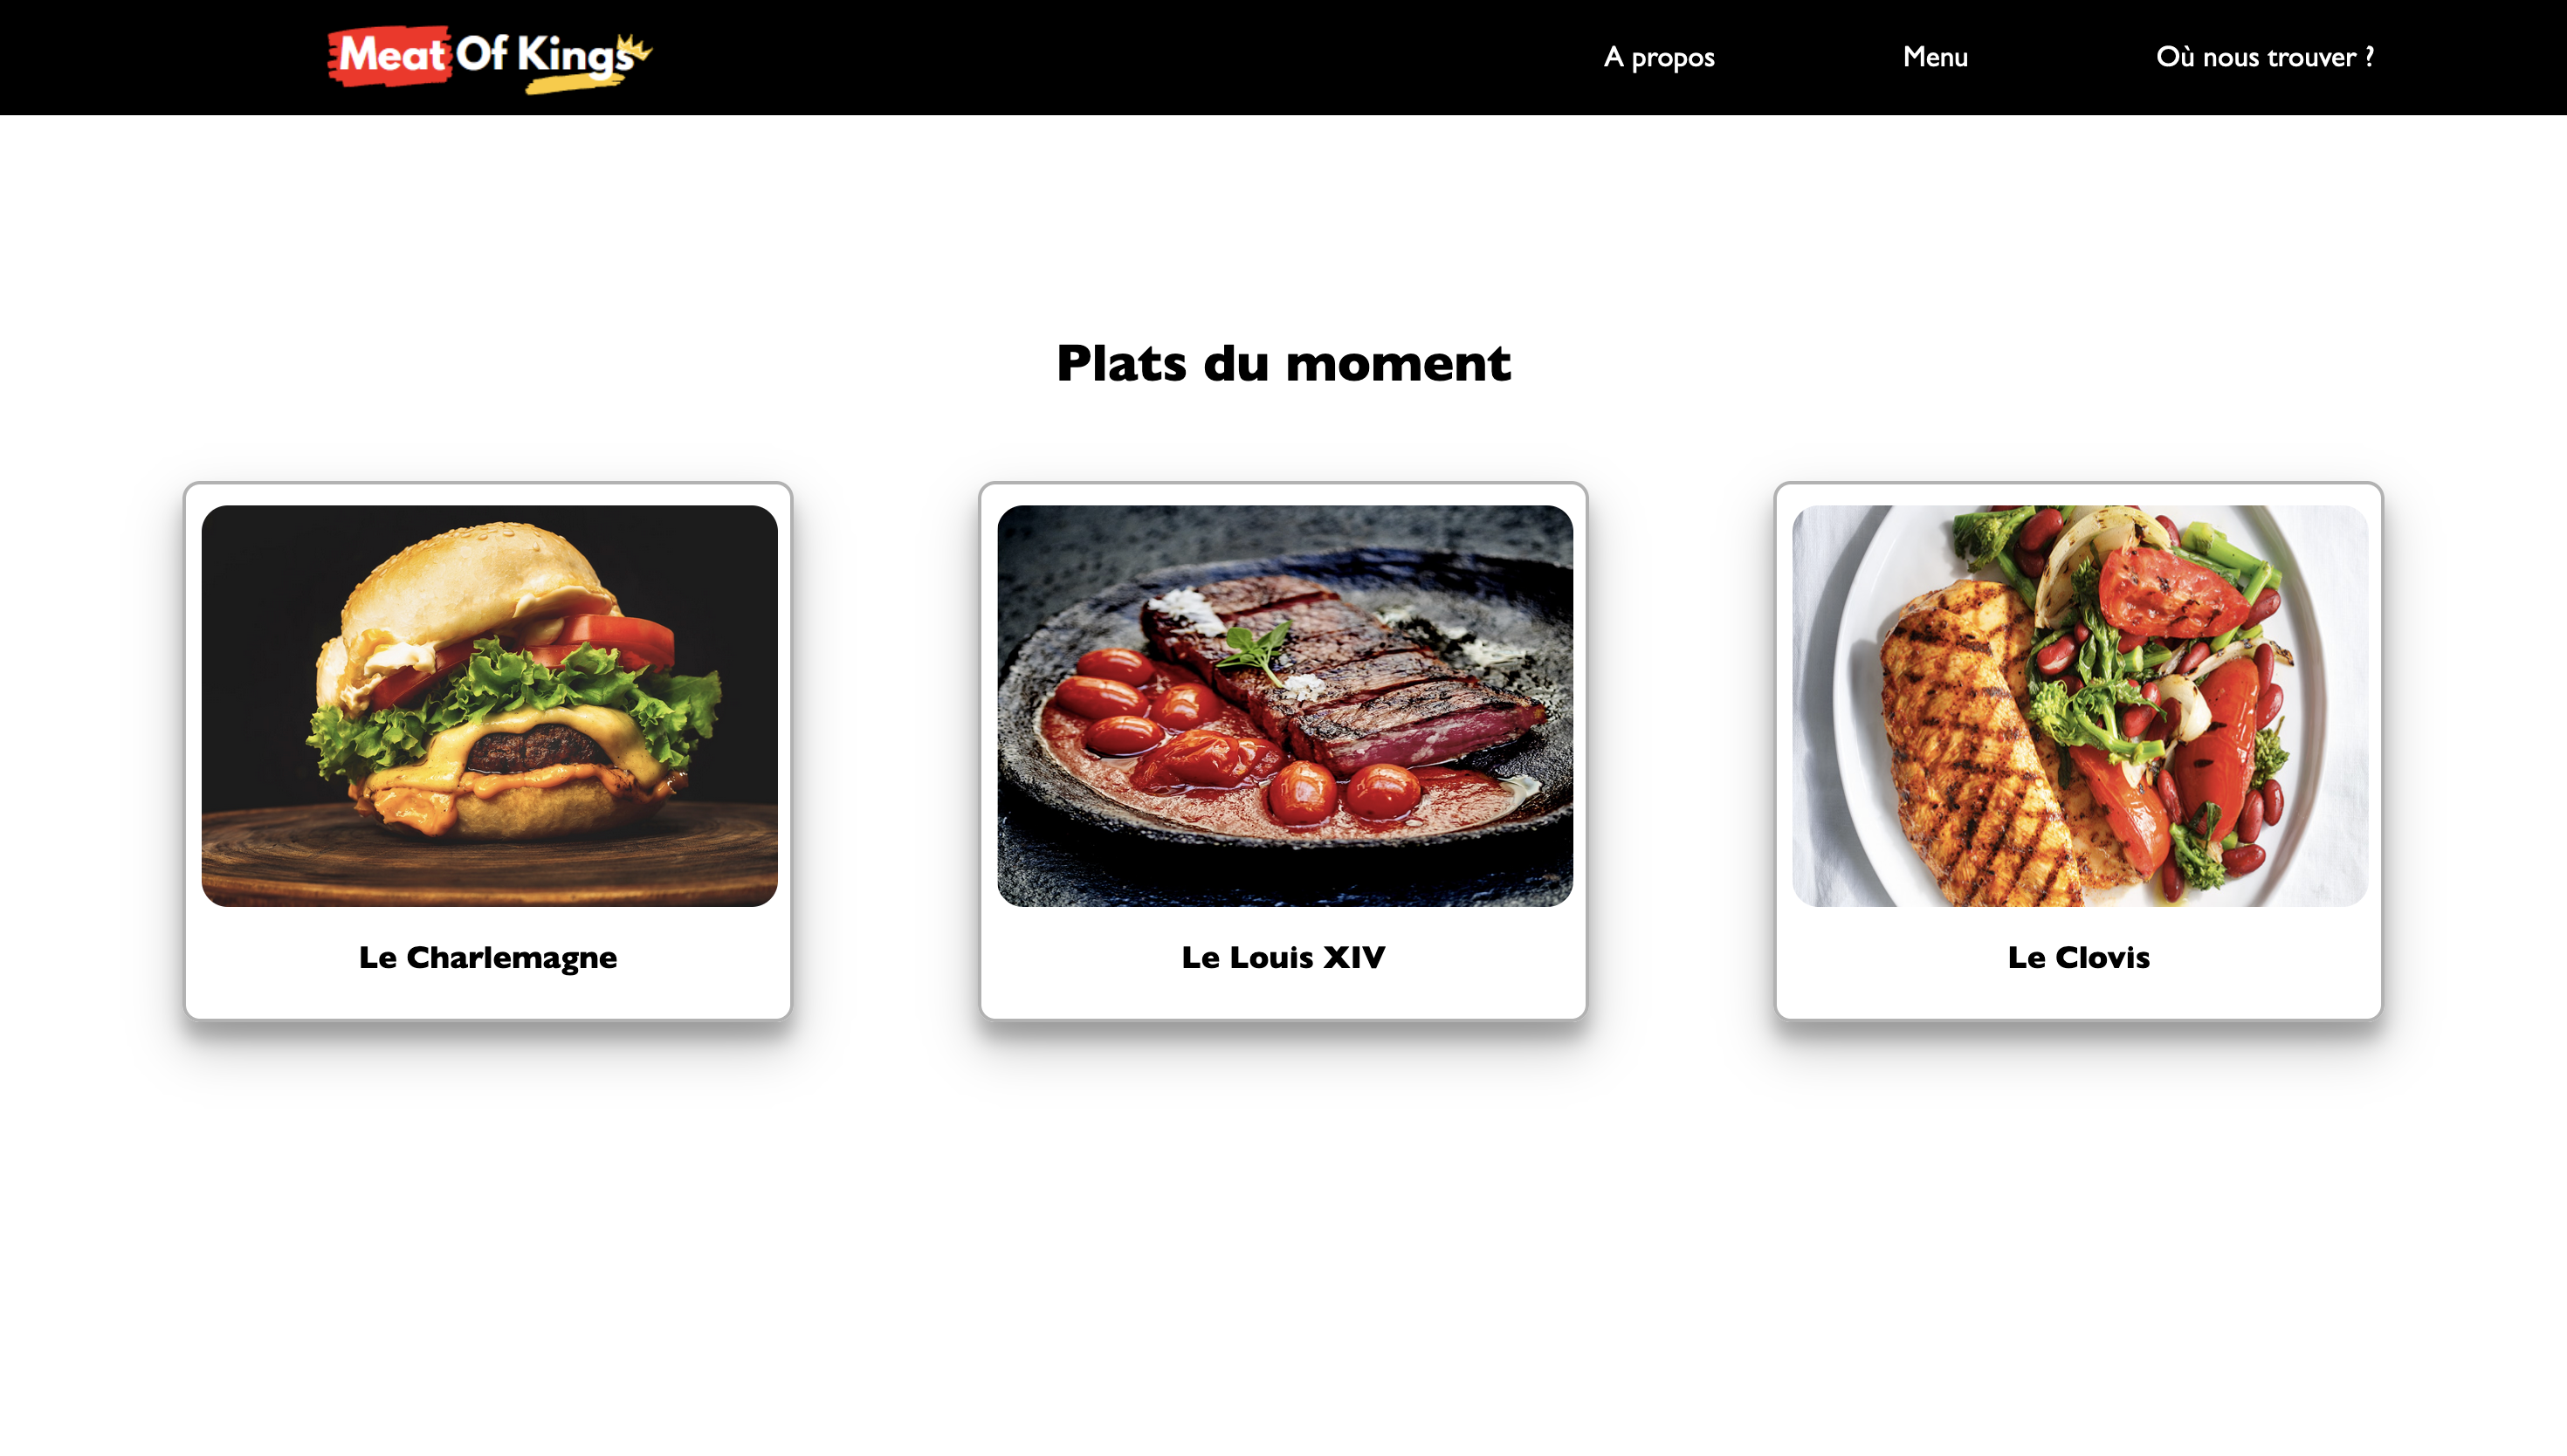 Meat Of Kings
A propos
Menu
Où nous trouver ?
Plats du moment
Le Charlemagne
Le Louis XIV
Le Clovis